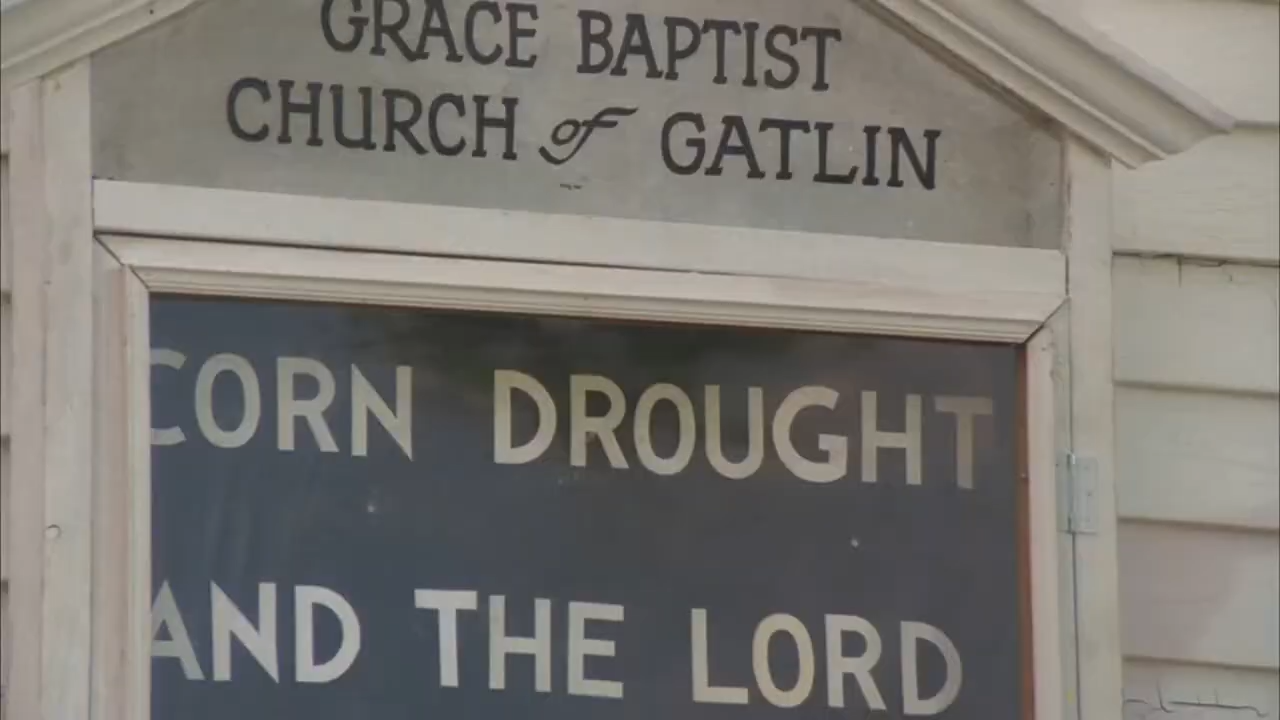 GRACE BAPTIST
CHURCH of GATLIN
CORN DROUGHT
AND THE LORD